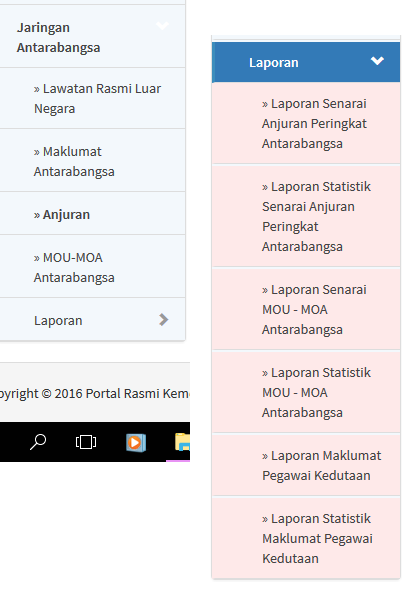 Jaringan
Antarabangsa
» Lawatan Rasmi Luar
Negara
» Maklumat
Antarabangsa
» Anjuran
» MOU-MOA
Antarabangsa
Laporan
pyright © 2016 Portal Rasmi Keme
Laporan
» Laporan Senarai
Anjuran Peringkat
Antarabangsa
» Laporan Statistik
Senarai Anjuran
Peringkat
Antarabangsa
» Laporan Senarai
MOU - MOA
Antarabangsa
» Laporan Statistik
MOU - MOA
Antarabangsa
» Laporan Maklumat
Pegawai Kedutaan
» Laporan Statistik
Maklumat Pegawai
Kedutaan